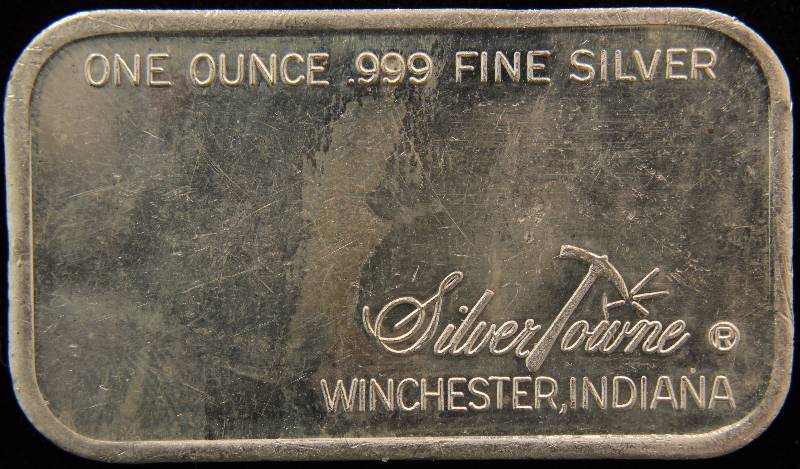 ONE OUNCE .999 FINE SILVER
SilverTowne ®
WINCHESTER, INDIANA